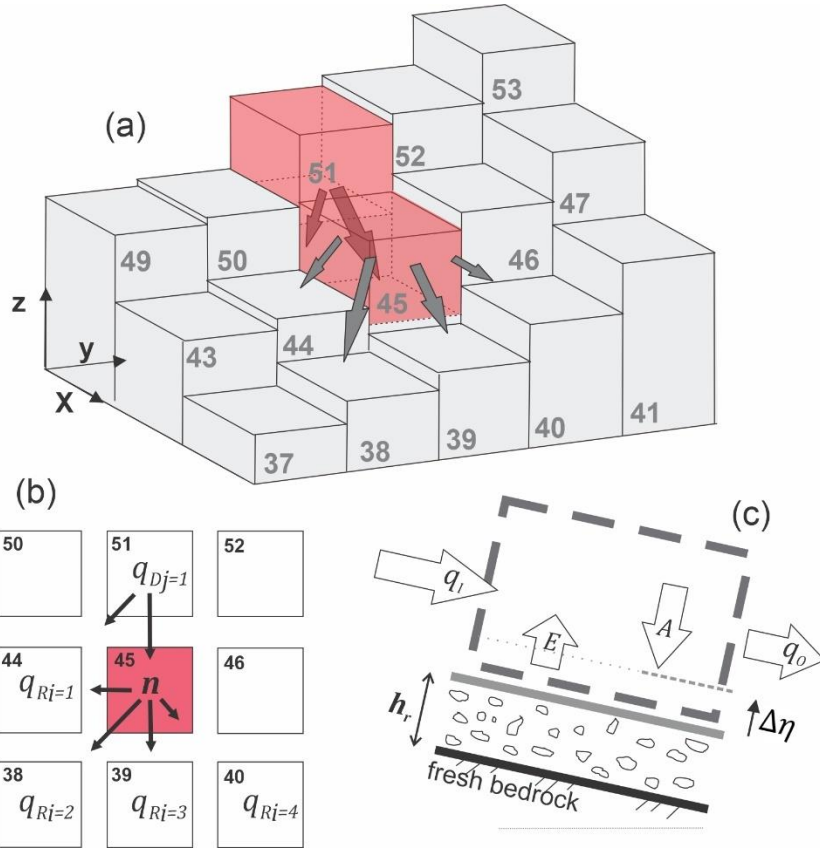 (a)
53
52
51
47
46
50
49
45
44
43
41
40
39
38
37
z
y
X
(b)
50
51
52
q_{Dj=1}
44
45
46
q_{Ri=1}
n
38
39
40
q_{Ri=2}
q_{Ri=3}
q_{Ri=4}
(c)
q_I
E
A
q_o
h_r
Δη
fresh bedrock